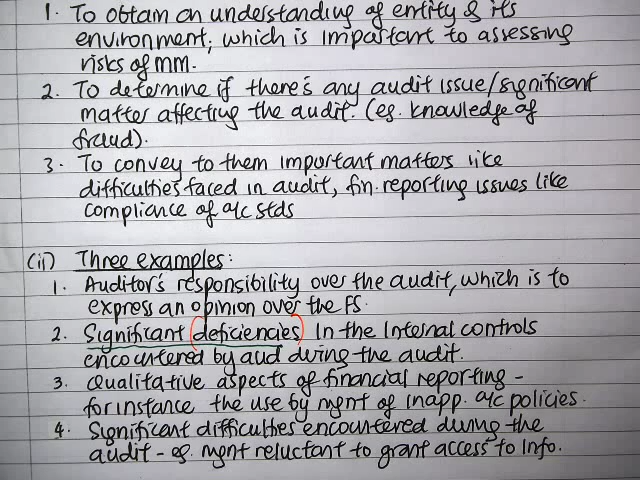 1. To obtain an understanding of entity & its
environment, which is important to assessing
risks of MM.
2. To determine if there's any audit issue/significant
matter affecting the audit. (eg. knowledge of
fraud).
3. To convey to them important matters like
difficulties faced in audit, fin. reporting issues like
compliance of a/c stds
(ii) Three examples:
1. Auditor's responsibility over the audit, which is to
express an opinion over the FS.
2. Significant (deficiencies) in the internal controls
encountered by aud during the audit.
3. Qualitative aspects of financial reporting -
for instance the use by mgmt of inapp. a/c policies.
4. Significant difficulties encountered during the
audit - eg. mgmt reluctant to grant access to info.